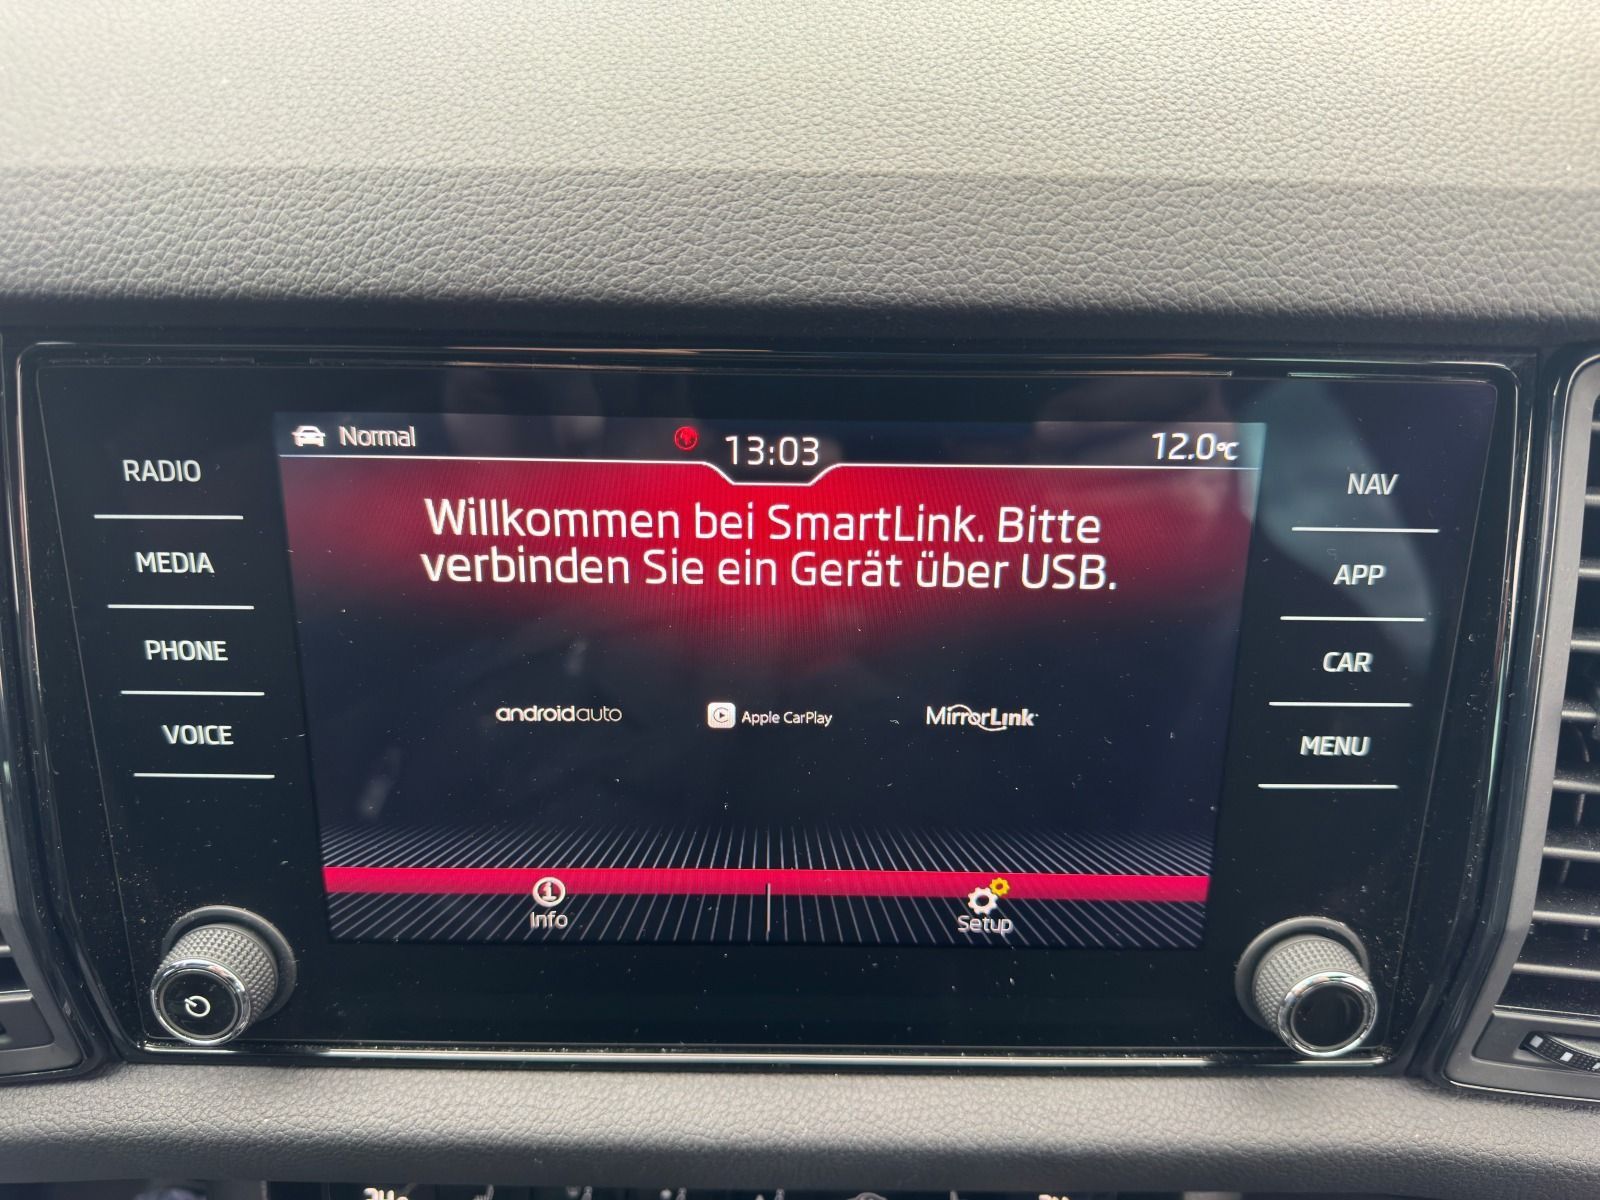 Normal
13:03
12.0°C
RADIO
MEDIA
PHONE
VOICE
NAV
APP
CAR
MENU
Willkommen bei SmartLink. Bitte
verbinden Sie ein Gerät über USB.
androidauto
Apple CarPlay
MirrorLink
Info
Setup